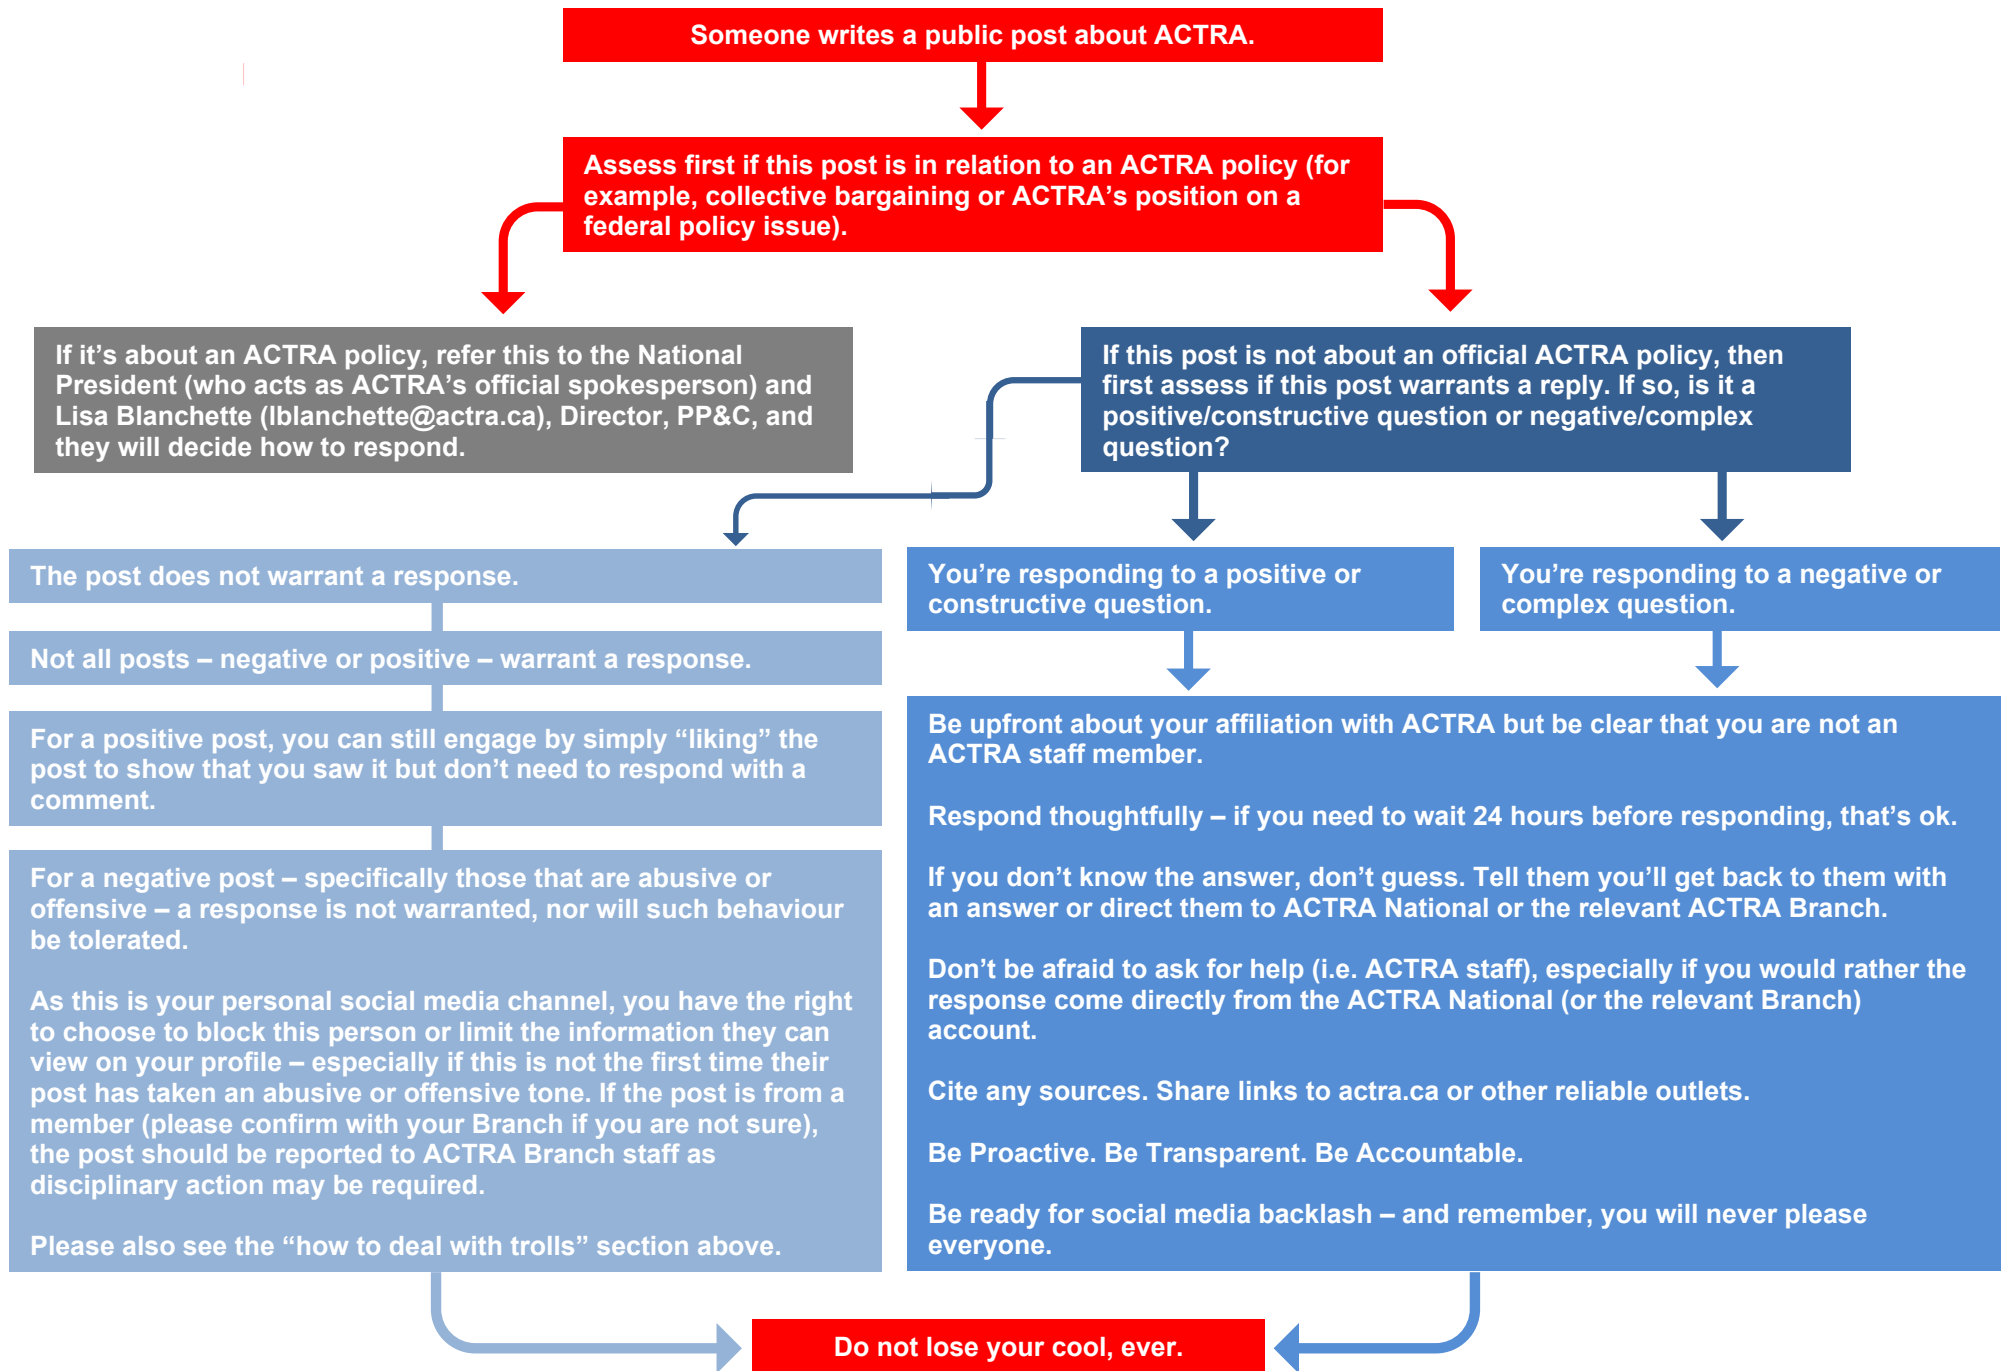 Someone writes a public post about ACTRA.
Assess first if this post is in relation to an ACTRA policy (for
example, collective bargaining or ACTRA’s position on a
federal policy issue).
If it’s about an ACTRA policy, refer this to the National
President (who acts as ACTRA’s official spokesperson) and
Lisa Blanchette (lblanchette@actra.ca), Director, PP&C, and
they will decide how to respond.
If this post is not about an official ACTRA policy, then
first assess if this post warrants a reply. If so, is it a
positive/constructive question or negative/complex
question?
The post does not warrant a response.
Not all posts – negative or positive – warrant a response.
For a positive post, you can still engage by simply “liking” the
post to show that you saw it but don’t need to respond with a
comment.
For a negative post – specifically those that are abusive or
offensive – a response is not warranted, nor will such behaviour
be tolerated.
As this is your personal social media channel, you have the right
to choose to block this person or limit the information they can
view on your profile – especially if this is not the first time their
post has taken an abusive or offensive tone. If the post is from a
member (please confirm with your Branch if you are not sure),
the post should be reported to ACTRA Branch staff as
disciplinary action may be required.
Please also see the “how to deal with trolls” section above.
You’re responding to a positive or
constructive question.
You’re responding to a negative or
complex question.
Be upfront about your affiliation with ACTRA but be clear that you are not an
ACTRA staff member.
Respond thoughtfully – if you need to wait 24 hours before responding, that’s ok.
If you don’t know the answer, don’t guess. Tell them you’ll get back to them with
an answer or direct them to ACTRA National or the relevant ACTRA Branch.
Don’t be afraid to ask for help (i.e. ACTRA staff), especially if you would rather the
response come directly from the ACTRA National (or the relevant Branch)
account.
Cite any sources. Share links to actra.ca or other reliable outlets.
Be Proactive. Be Transparent. Be Accountable.
Be ready for social media backlash – and remember, you will never please
everyone.
Do not lose your cool, ever.